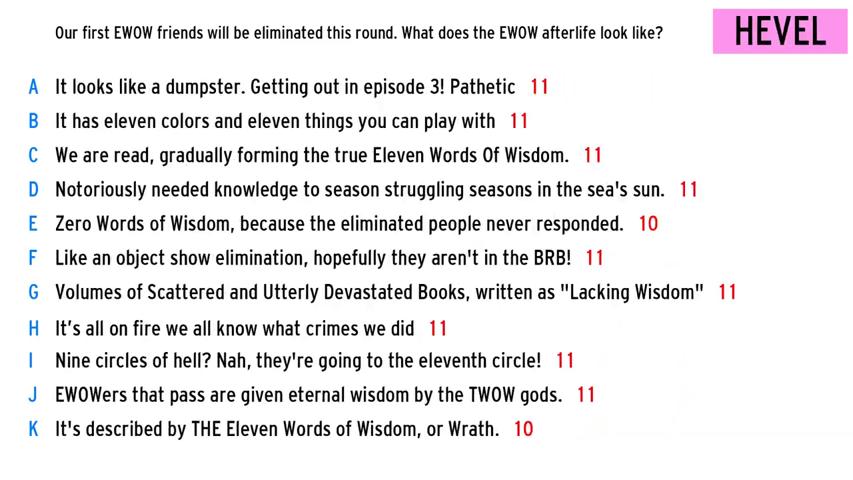 Our first EWOW friends will be eliminated this round. What does the EWOW afterlife look like?
HEVEL
A It looks like a dumpster. Getting out in episode 3! Pathetic 11
B It has eleven colors and eleven things you can play with 11
C We are read, gradually forming the true Eleven Words Of Wisdom. 11
D Notoriously needed knowledge to season struggling seasons in the sea's sun. 11
E Zero Words of Wisdom, because the eliminated people never responded. 10
F Like an object show elimination, hopefully they aren't in the BRB! 11
G Volumes of Scattered and Utterly Devastated Books, written as "Lacking Wisdom" 11
H It’s all on fire we all know what crimes we did 11
I Nine circles of hell? Nah, they're going to the eleventh circle! 11
J EWOWers that pass are given eternal wisdom by the TWOW gods. 11
K It's described by THE Eleven Words of Wisdom, or Wrath. 10